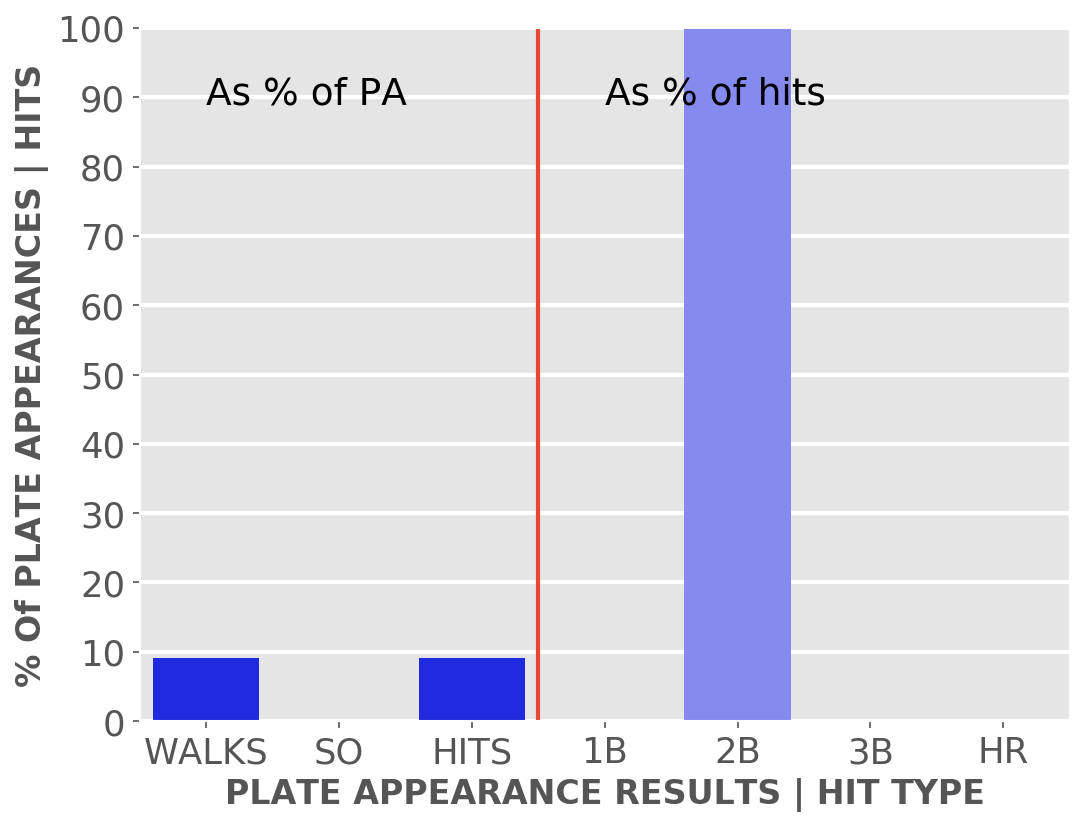 % Of PLATE APPEARANCES | HITS
100
90
80
70
60
50
40
30
20
10
0
As % of PA
As % of hits
WALKS SO HITS 1B 2B 3B HR
PLATE APPEARANCE RESULTS | HIT TYPE